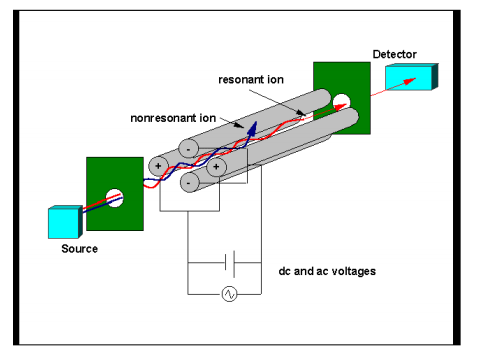 Detector
resonant ion
nonresonant ion
-
+
+
-
Source
dc and ac voltages